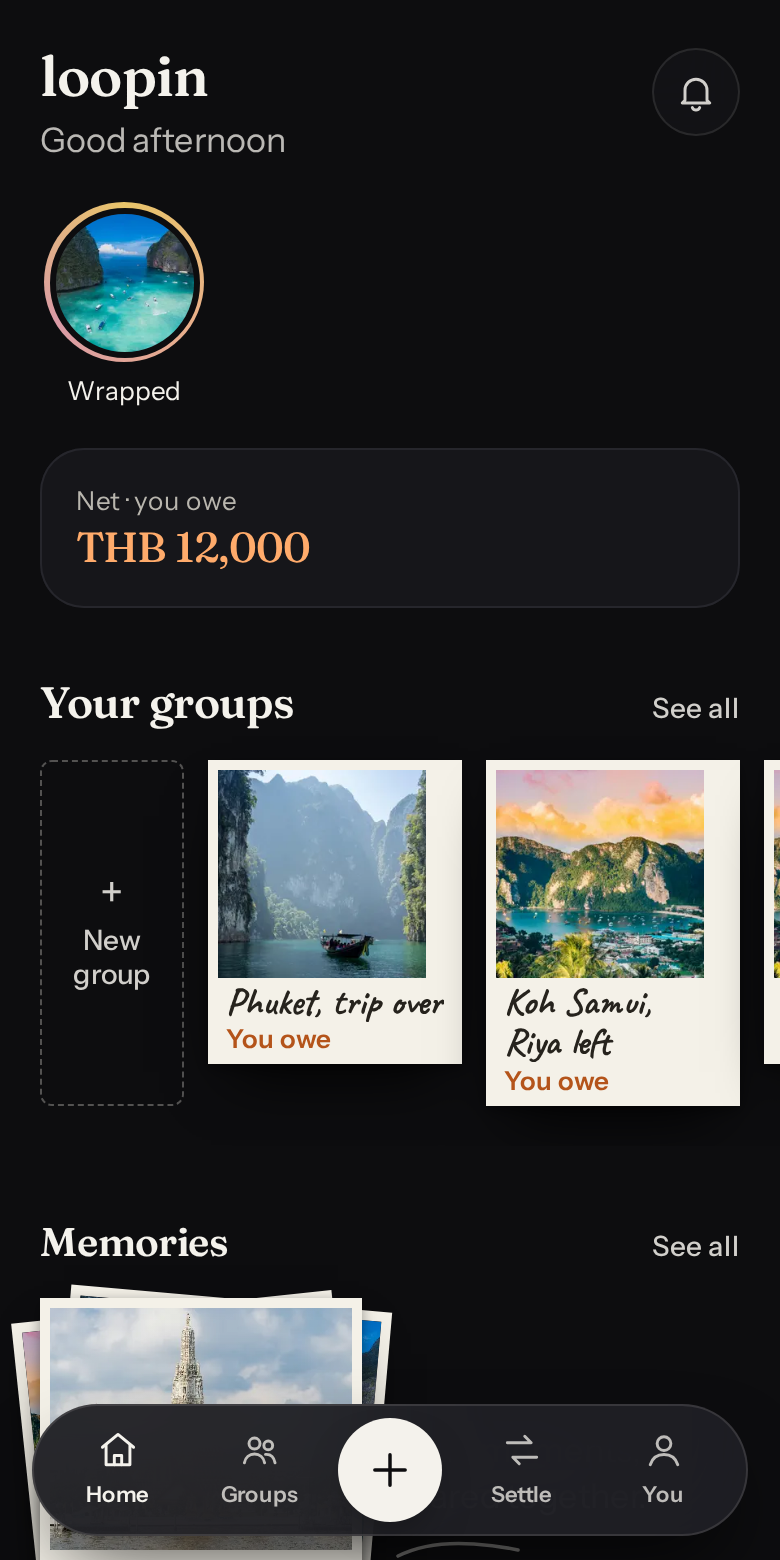 loopin
Good afternoon
Wrapped
Net · you owe
THB 12,000
Your groups
See all
+
New
group
Phuket, trip over
You owe
Koh Samui,
Riya left
You owe
Memories
See all
Home
Groups
Settle
You